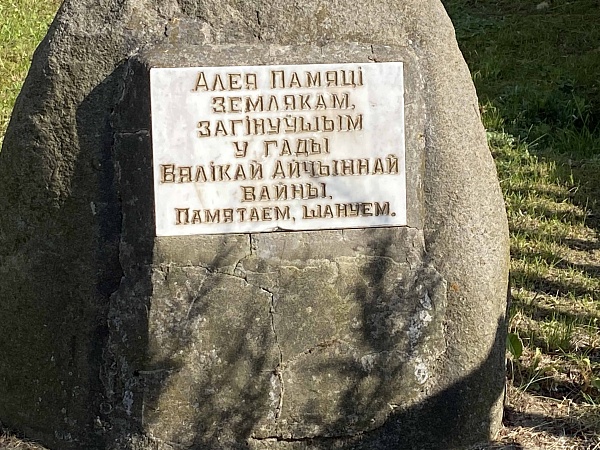 Алея Памяці
землякам,
загінуўшым
у гады
Вялікай Айчыннай
вайны.
Памятаем, шануем.